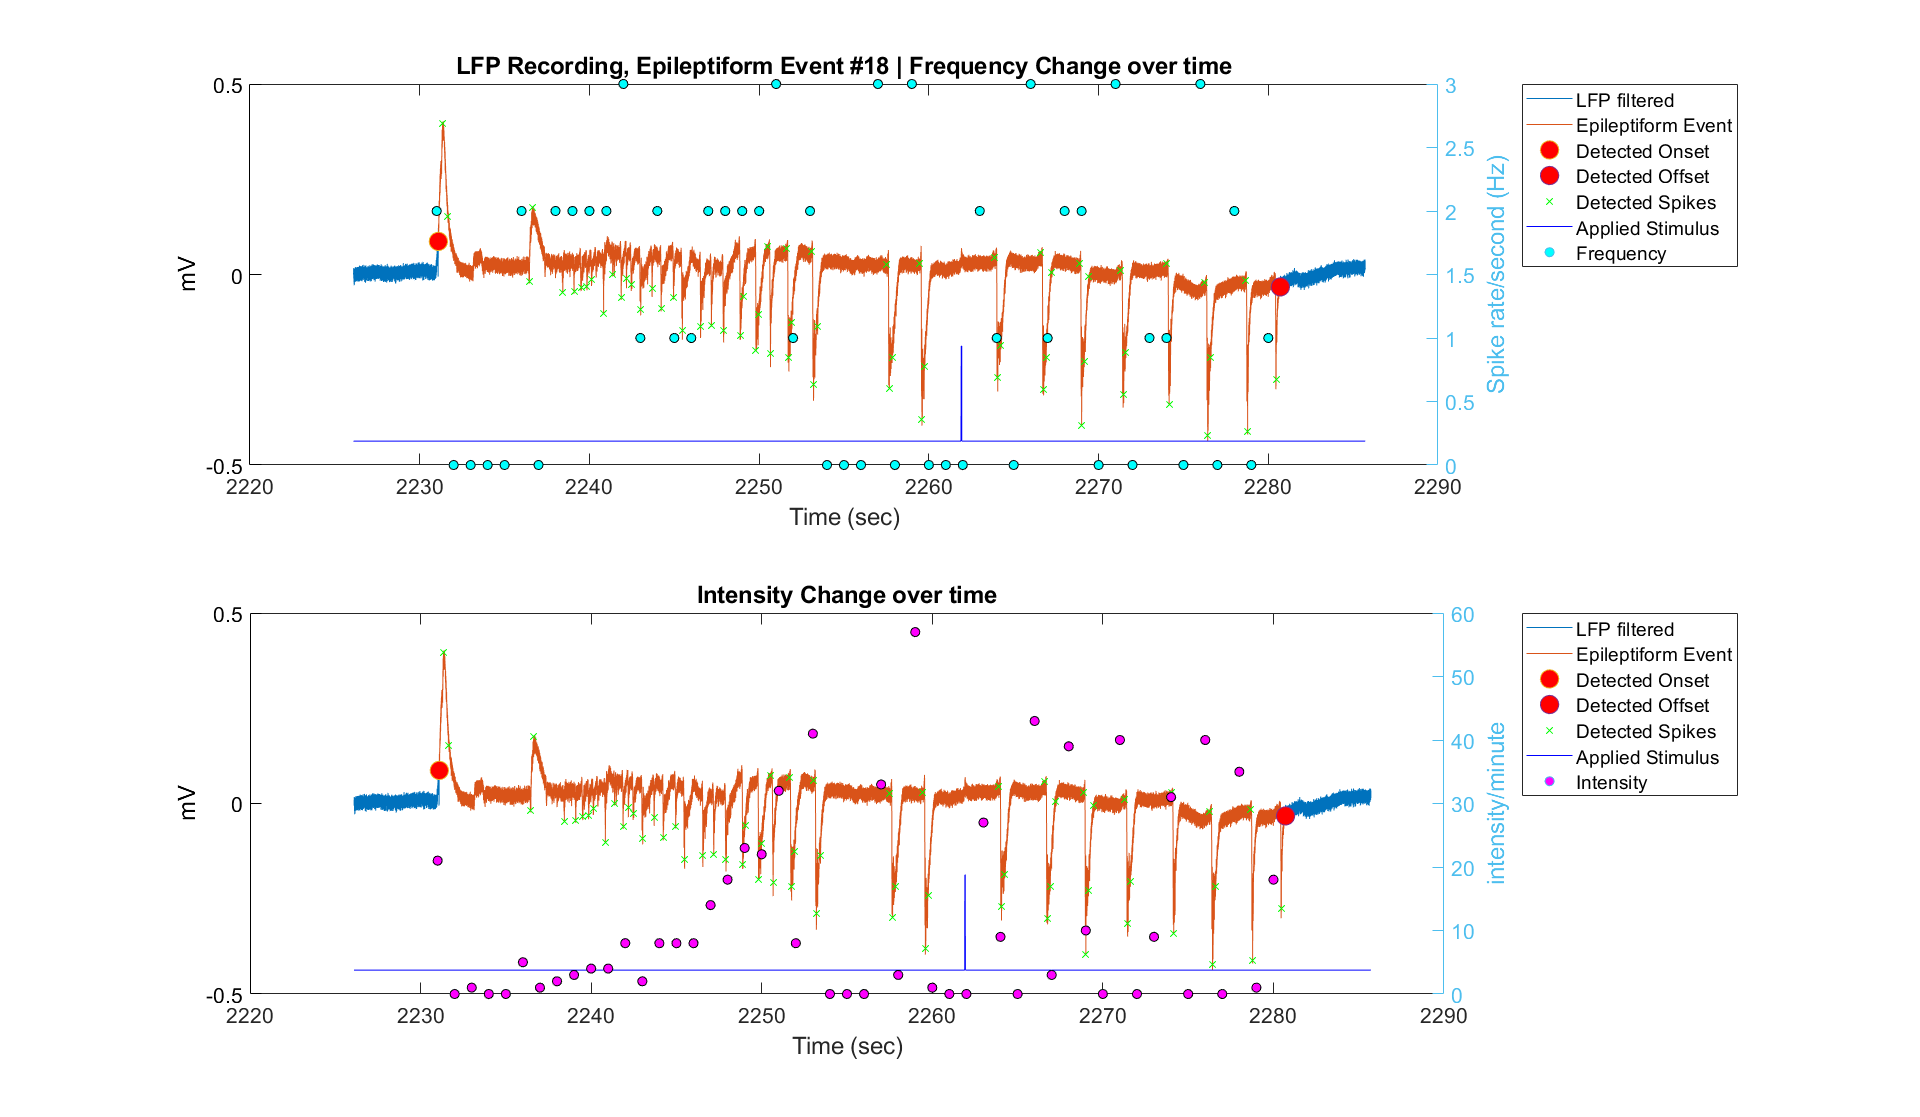 LFP Recording, Epileptiform Event #18 | Frequency Change over time
0.5
0
-0.5
mV
2220
2230
2240
2250
2260
2270
2280
2290
Time (sec)
3
2.5
2
1.5
1
0.5
0
Spike rate/second (Hz)
LFP filtered
Epileptiform Event
Detected Onset
Detected Offset
Detected Spikes
Applied Stimulus
Frequency
Intensity Change over time
0.5
0
-0.5
mV
2220
2230
2240
2250
2260
2270
2280
2290
Time (sec)
60
50
40
30
20
10
0
intensity/minute
LFP filtered
Epileptiform Event
Detected Onset
Detected Offset
Detected Spikes
Applied Stimulus
Intensity